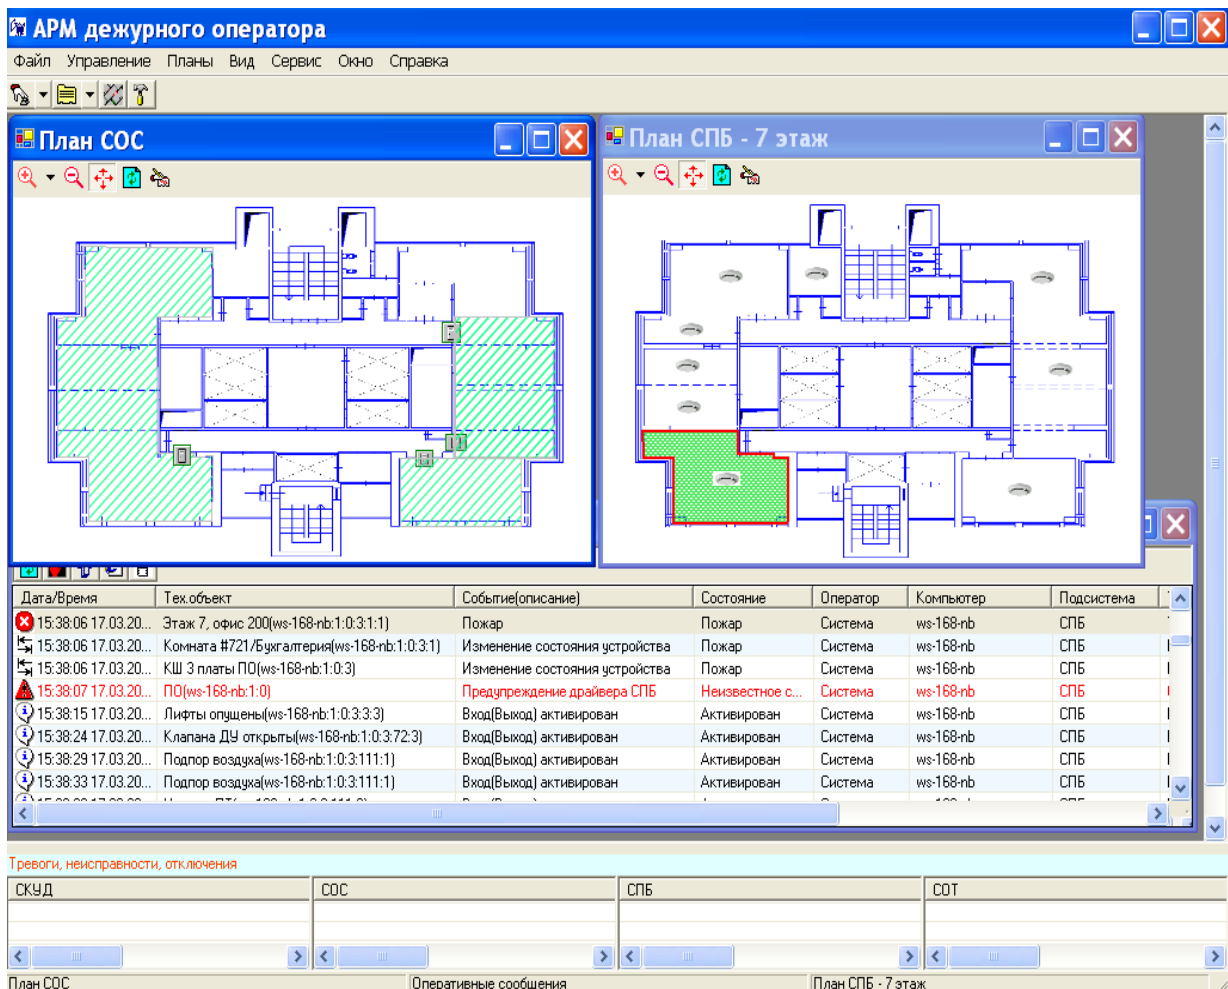 АРМ дежурного оператора
Файл Управление Планы Вид Сервис Окно Справка
План СОС
План СПБ - 7 этаж
Дата/Время Тех.объект Событие(описание) Состояние Оператор Компьютер Подсистема
15:38:06 17.03.20... Этаж 7, офис 200(ws-168-nb:1:0:3:1:1) Пожар Пожар Система ws-168-nb СПБ
15:38:06 17.03.20... Комната #721/Бухгалтерия(ws-168-nb:1:0:3:1) Изменение состояния устройства Пожар Система ws-168-nb СПБ
15:38:06 17.03.20... КШ 3 платы ПО(ws-168-nb:1:0:3) Изменение состояния устройства Пожар Система ws-168-nb СПБ
15:38:07 17.03.20... ПО(ws-168-nb:1:0) Предупреждение драйвера СПБ Неизвестное с... Система ws-168-nb СПБ
15:38:15 17.03.20... Лифты опущены(ws-168-nb:1:0:3:3:3) Вход(Выход) активирован Активирован Система ws-168-nb СПБ
15:38:24 17.03.20... Клапана ДУ открыты(ws-168-nb:1:0:3:72:3) Вход(Выход) активирован Активирован Система ws-168-nb СПБ
15:38:29 17.03.20... Подпор воздуха(ws-168-nb:1:0:3:111:1) Вход(Выход) активирован Активирован Система ws-168-nb СПБ
15:38:33 17.03.20... Подпор воздуха(ws-168-nb:1:0:3:111:1) Вход(Выход) активирован Активирован Система ws-168-nb СПБ
Тревоги, неисправности, отключения
СКУД СОС СПБ СОТ
План СОС Оперативные сообщения План СПБ - 7 этаж